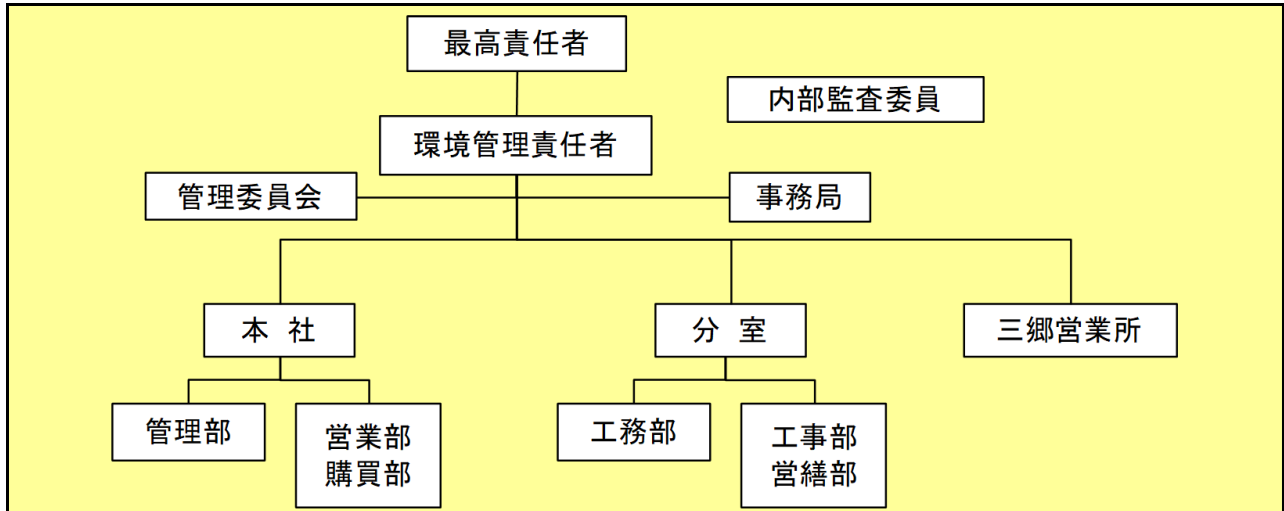 最高責任者
内部監査委員
環境管理責任者
管理委員会
事務局
本 社
分 室
三郷営業所
管理部
営業部
購買部
工務部
工事部
営繕部